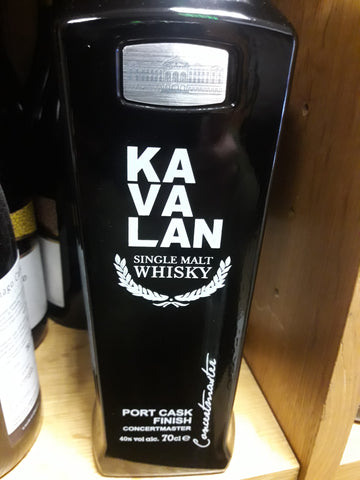 KA
VA
LAN
SINGLE MALT
WHISKY
PORT CASK
FINISH
CONCERTMASTER
40% vol alc. 70cl e
Concertmaster